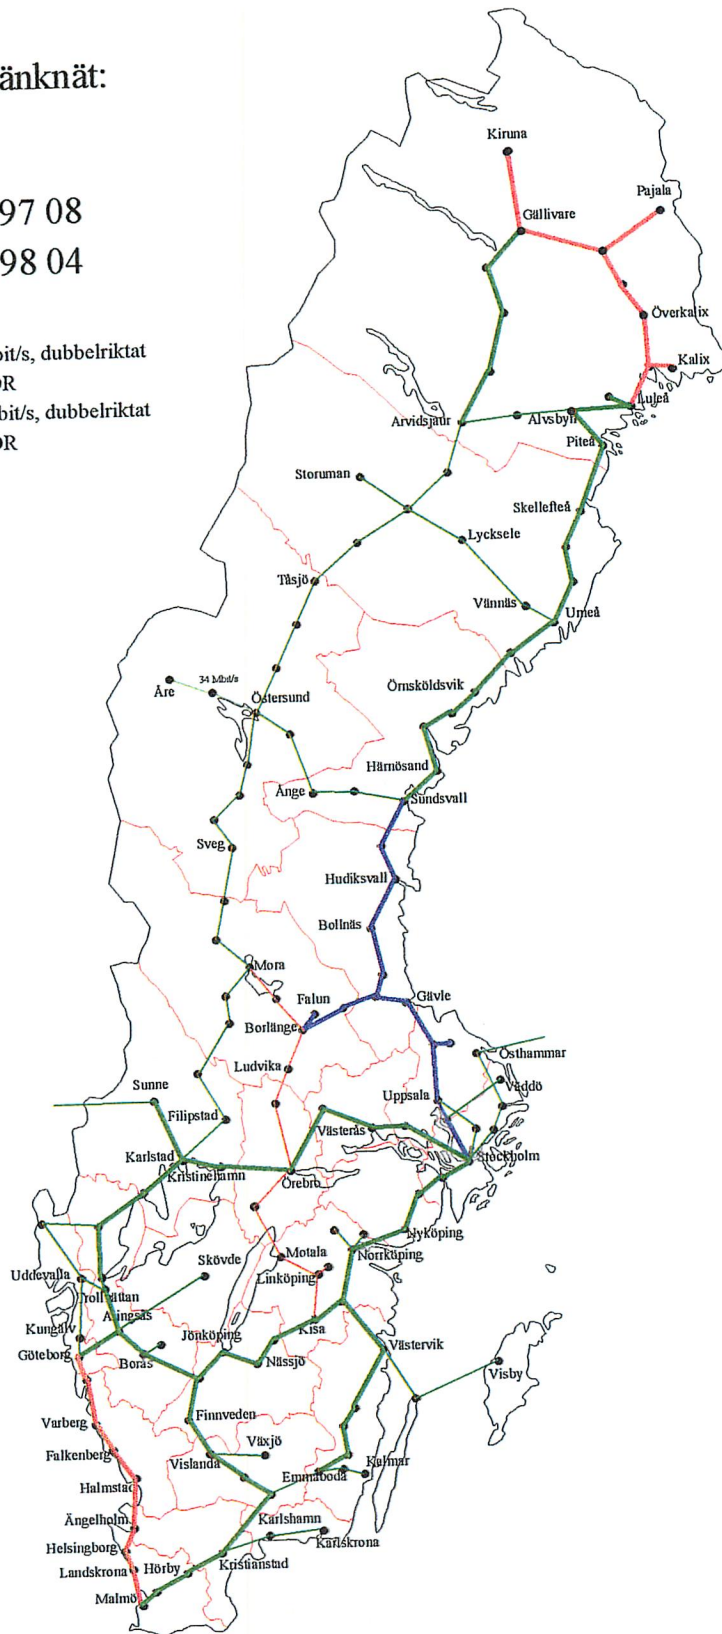 änknät:
97 08
98 04
bit/s, dubbelriktat
DR
bit/s, dubbelriktat
DR
Kiruna
Pajala
Gällivare
Överkalix
Kalix
Luleå
Arvidsjaur
Älvsbyn
Piteå
Storuman
Skellefteå
Lycksele
Tåsjö
Vännäs
Umeå
Örnsköldsvik
Åre
34 Mbit/s
Östersund
Härnösand
Ånge
Sundsvall
Sveg
Hudiksvall
Bollnäs
Mora
Falun
Gävle
Borlänge
Östhammar
Ludvika
Sunne
Uppsala
Väddö
Filipstad
Västerås
Karlstad
Stockholm
Kristinehamn
Örebro
Nyköping
Motala
Norrköping
Skövde
Uddevalla
Linköping
Trollhättan
Alingsås
Kungälv
Jönköping
Kisa
Västervik
Göteborg
Borås
Nässjö
Visby
Finnveden
Varberg
Växjö
Falkenberg
Vislanda
Kalmar
Emmaboda
Halmstad
Ängelholm
Karlshamn
Karlskrona
Helsingborg
Hörby
Kristianstad
Landskrona
Malmö